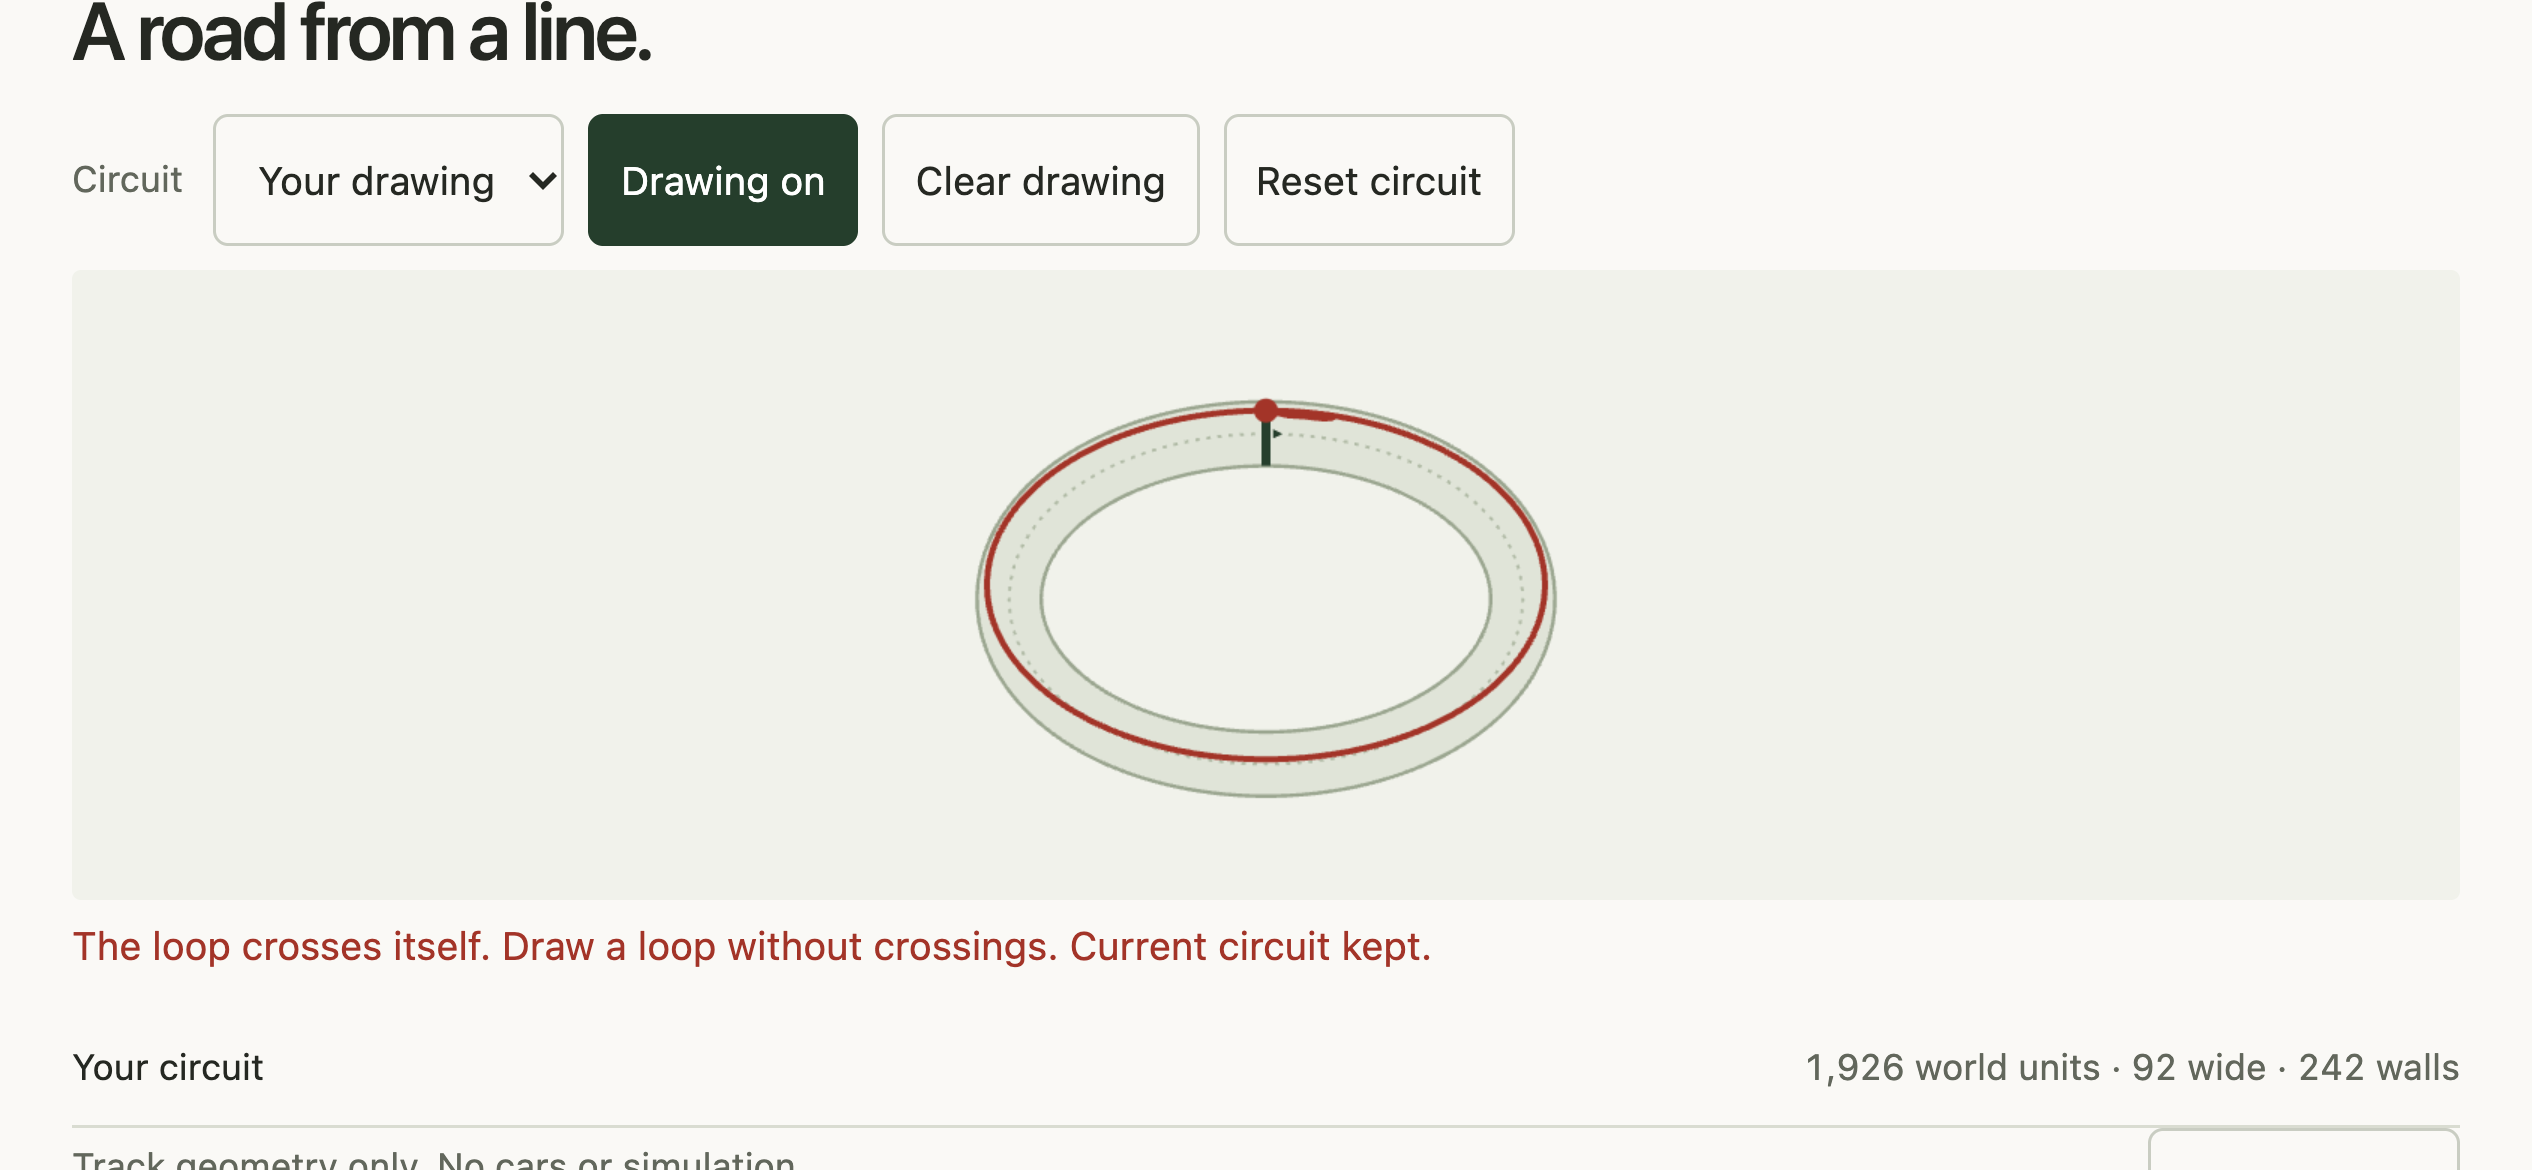 A road from a line.
Circuit Your drawing Drawing on Clear drawing Reset circuit
The loop crosses itself. Draw a loop without crossings. Current circuit kept.
Your circuit 1,926 world units · 92 wide · 242 walls
Track geometry only. No cars or simulation